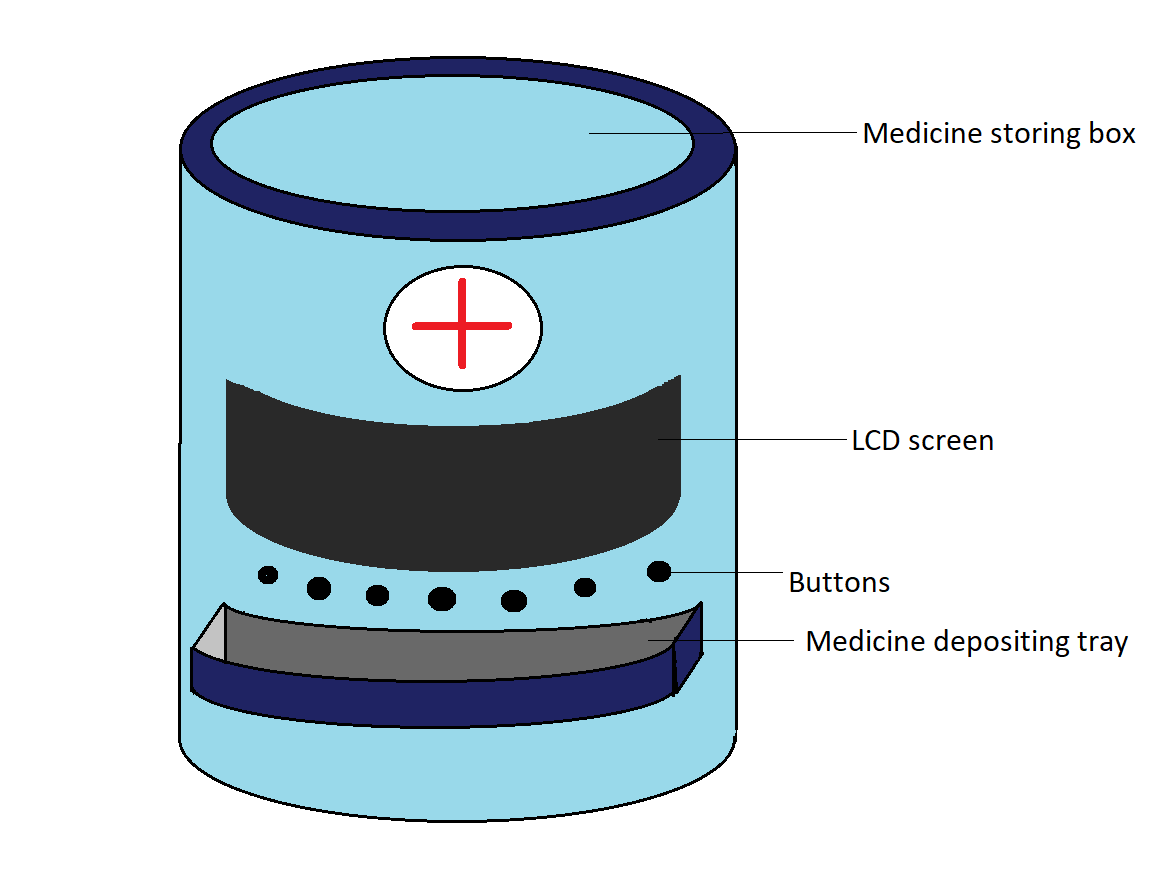 Medicine storing box
LCD screen
Buttons
Medicine depositing tray